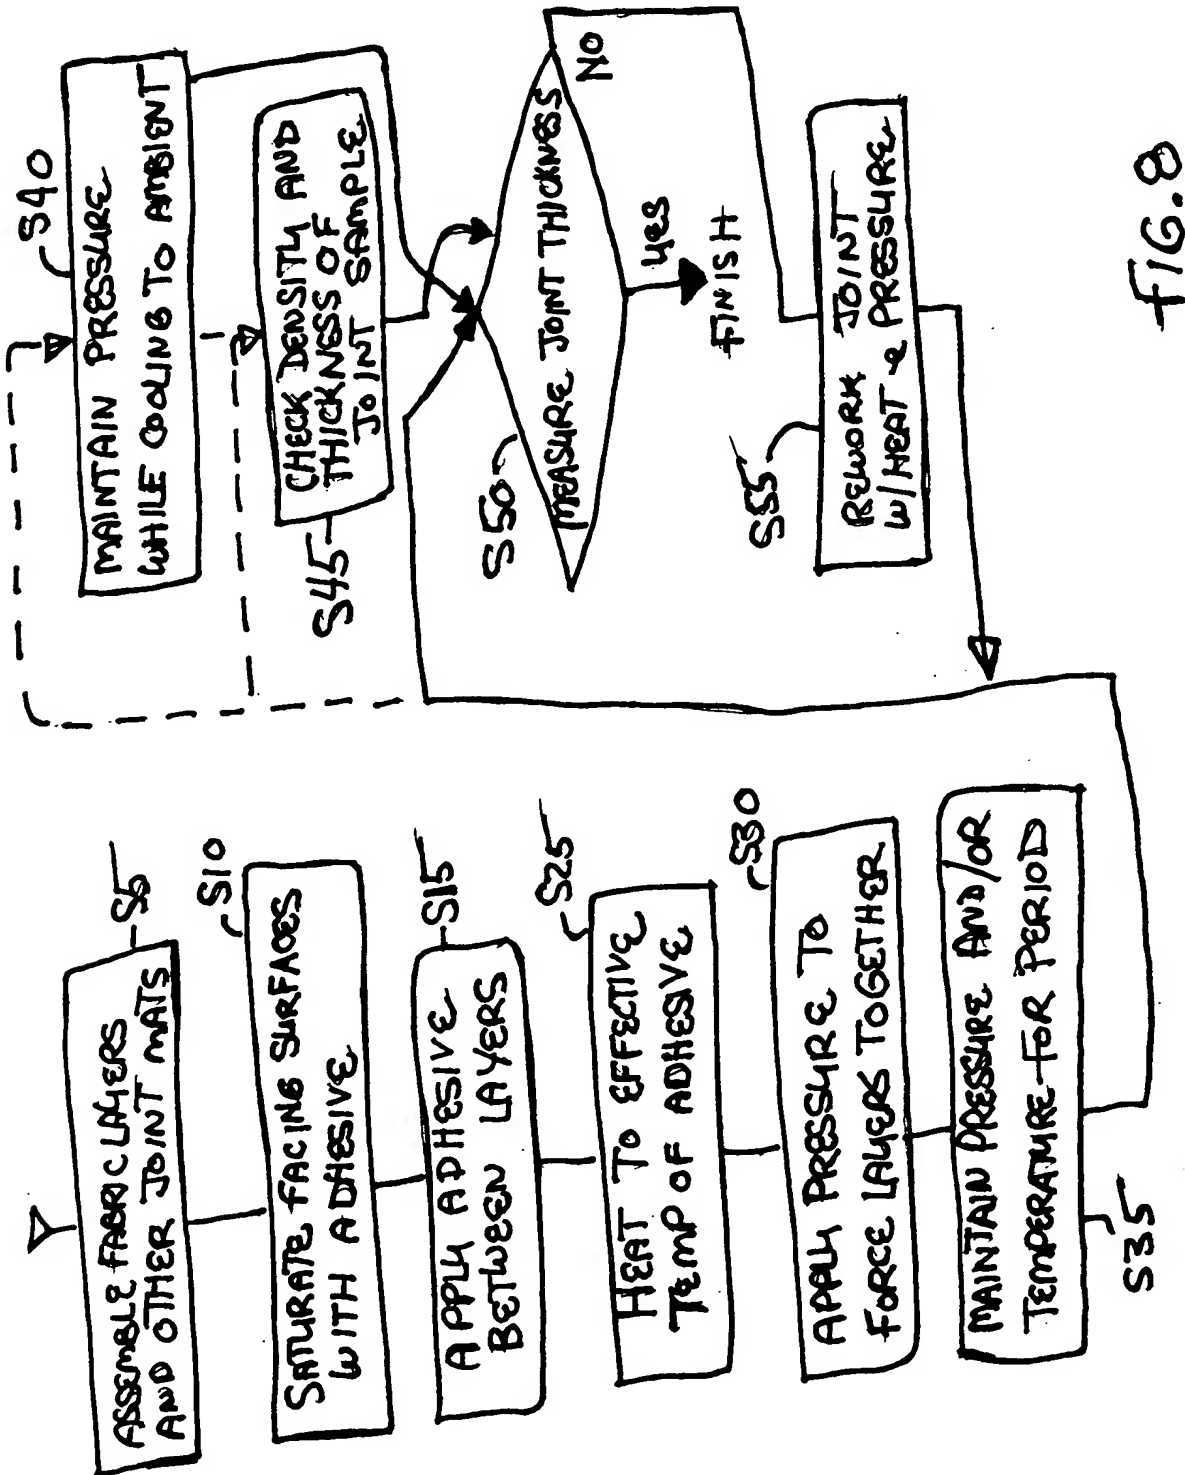 ASSEMBLE FABRIC LAYERS
AND OTHER JOINT MATS
S5
SATURATE FACING SURFACES
WITH ADHESIVE
S10
APPLY ADHESIVE
BETWEEN LAYERS
S15
HEAT TO EFFECTIVE
TEMP OF ADHESIVE
S25
APPLY PRESSURE TO
FORCE LAYERS TOGETHER
S30
MAINTAIN PRESSURE AND/OR
TEMPERATURE FOR PERIOD
S35
MAINTAIN PRESSURE
WHILE COOLING TO AMBIENT
S40
CHECK DENSITY AND
THICKNESS OF
JOINT SAMPLE
S45
MEASURE JOINT THICKNESS
S50
NO
YES
FINISH
REWORK JOINT
W/HEAT & PRESSURE
S55
FIG. 8